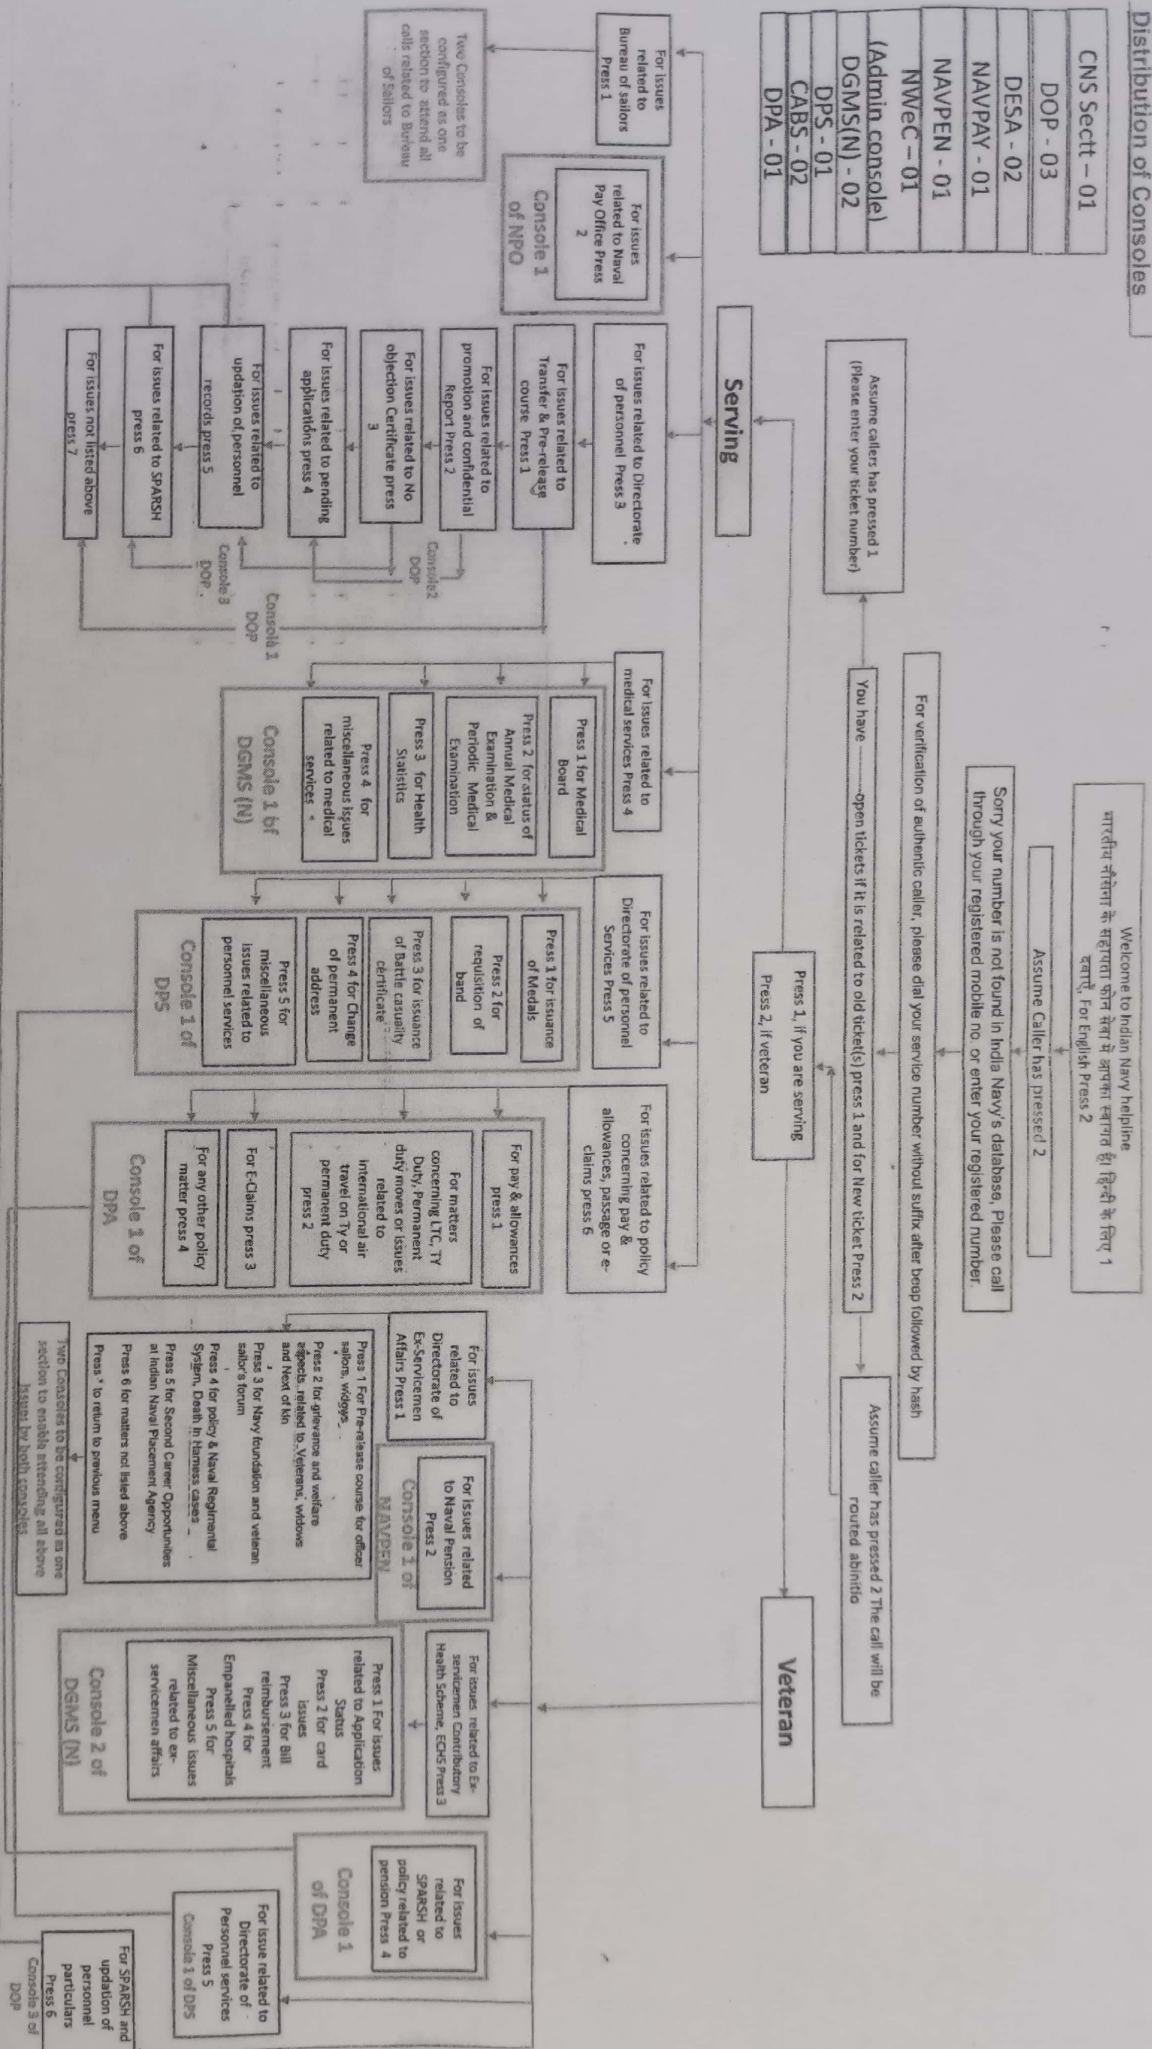 Distribution of Consoles
CNS Sectt – 01
DOP - 03
DESA - 02
NAVPAY - 01
NAVPEN - 01
NWeC – 01
(Admin console)
DGMS(N) - 02
DPS - 01
CABS - 02
DPA - 01
Welcome to Indian Navy helpline
भारतीय नौसेना के सहायता फोन सेवा में आपका स्वागत है। हिन्दी के लिए 1
दबाएँ, For English Press 2
Assume Caller has pressed 2
Sorry your number is not found in India Navy's database, Please call
through your registered mobile no. or enter your registered number.
For verification of authentic caller, please dial your service number without suffix after beep followed by hash
You have --------open tickets if it is related to old ticket(s) press 1 and for New ticket Press 2
Assume callers has pressed 1
(Please enter your ticket number)
Assume caller has pressed 2 The call will be
routed abinitio
Press 1, if you are serving
Press 2, if veteran
Serving
Veteran
For issues
related to
Bureau of sailors
Press 1
Two Consoles to be
configured as one
section to attend all
calls related to Bureau
of Sailors
For issues
related to Naval
Pay Office Press
2
Console 1
of NPO
For issues related to Directorate
of personnel Press 3
For issues related to
Transfer & Pre-release
course Press 1
For issues related to
promotion and confidential
Report Press 2
For issues related to No
objection Certificate press
3
For issues related to pending
applications press 4
For issues related to
updation of personnel
records press 5
For issues related to SPARSH
press 6
For issues not listed above
press 7
Console2
DOP
Console 3
DOP
Console 1
DOP
For issues related to
medical services Press 4
Press 1 for Medical
Board
Press 2 for status of
Annual Medical
Examination &
Periodic Medical
Examination
Press 3 for Health
Statistics
Press 4 for
miscellaneous issues
related to medical
services
Console 1 of
DGMS (N)
For issues related to
Directorate of personnel
Services Press 5
Press 1 for issuance
of Medals
Press 2 for
requisition of
band
Press 3 for issuance
of Battle casuality
certificate
Press 4 for Change
of permanent
address
Press 5 for
miscellaneous
issues related to
personnel services
Console 1 of
DPS
For issues related to policy
concerning pay &
allowances, passage or e-
claims press 6
For pay & allowances
press 1
For matters
concerning LTC, TY
Duty, Permanent
duty moves or issues
related to
international air
travel on Ty or
permanent duty
press 2
For E-Claims press 3
For any other policy
matter press 4
Console 1 of
DPA
For issues
related to
Directorate of
Ex-Servicemen
Affairs Press 1
Press 1 For Pre-release course for officer
sailors, widows
Press 2 for grievance and welfare
aspects related to Veterans, widows
and Next of kin
Press 3 for Navy foundation and veteran
sailor's forum
Press 4 for policy & Naval Regimental
System, Death in Harness cases
Press 5 for Second Career Opportunities
at Indian Naval Placement Agency
Press 6 for matters not listed above
Press * to return to previous menu
Two Consoles to be configured as one
section to enable attending all above
issues by both consoles
For issues related
to Naval Pension
Press 2
Console 1 of
NAVPEN
For issues related to Ex-
servicemen Contributory
Health Scheme, ECHS Press 3
Press 1 For issues
related to Application
Status
Press 2 for card
issues
Press 3 for Bill
reimbursement
Press 4 for
Empanelled hospitals
Press 5 for
Miscellaneous issues
related to ex-
servicemen affairs
Console 2 of
DGMS (N)
For issues
related to
SPARSH or
policy related to
pension Press 4
Console 1
of DPA
For issue related to
Directorate of
Personnel services
Press 5
Console 1 of DPS
For SPARSH and
updation of
personnel
particulars
Press 6
Console 3 of
DOP